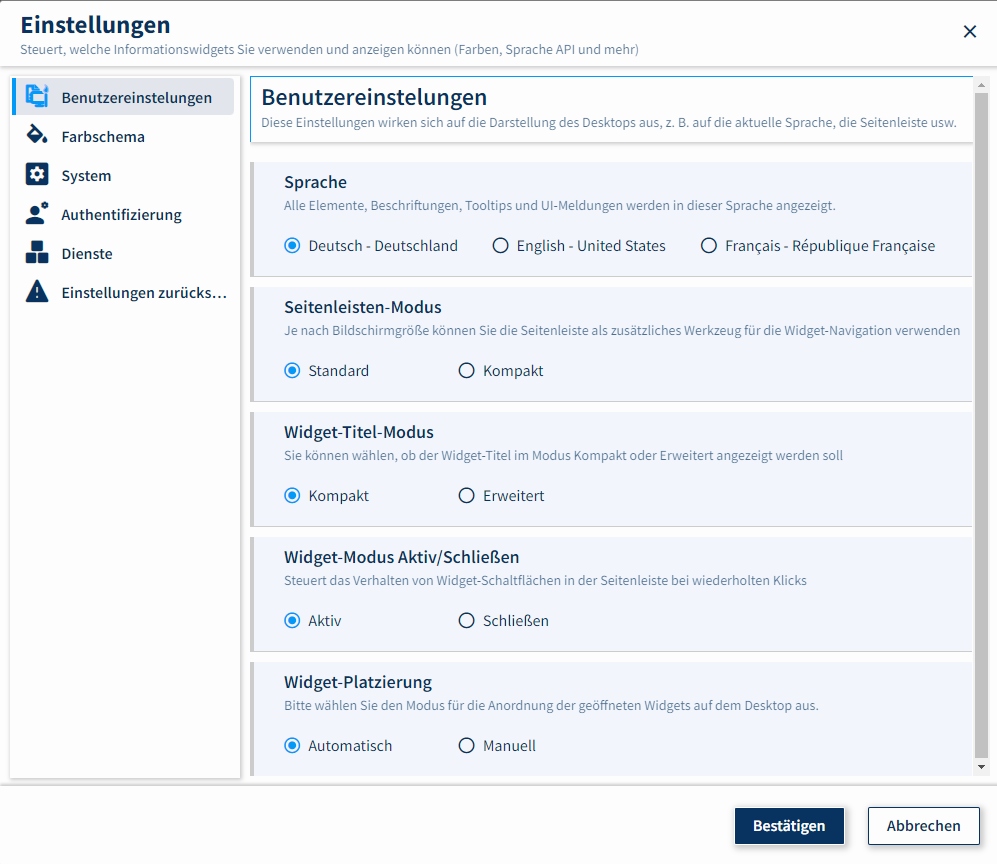 Einstellungen
Steuert, welche Informationswidgets Sie verwenden und anzeigen können (Farben, Sprache API und mehr)
Benutzereinstelungen
Farbschema
System
Authentifizierung
Dienste
Einstellungen zurücks...
Benutzereinstelungen
Diese Einstellungen wirken sich auf die Darstellung des Desktops aus, z. B. auf die aktuelle Sprache, die Seitenleiste usw.
Sprache
Alle Elemente, Beschriftungen, Tooltips und UI-Meldungen werden in dieser Sprache angezeigt.
Deutsch - Deutschland English - United States Français - République Française
Seitenleisten-Modus
Je nach Bildschirmgröße können Sie die Seitenleiste als zusätzliches Werkzeug für die Widget-Navigation verwenden
Standard Kompakt
Widget-Titel-Modus
Sie können wählen, ob der Widget-Titel im Modus Kompakt oder Erweitert angezeigt werden soll
Kompakt Erweitert
Widget-Modus Aktiv/Schließen
Steuert das Verhalten von Widget-Schaltflächen in der Seitenleiste bei wiederholten Klicks
Aktiv Schließen
Widget-Platzierung
Bitte wählen Sie den Modus für die Anordnung der geöffneten Widgets auf dem Desktop aus.
Automatisch Manuell
Bestätigen Abbrechen